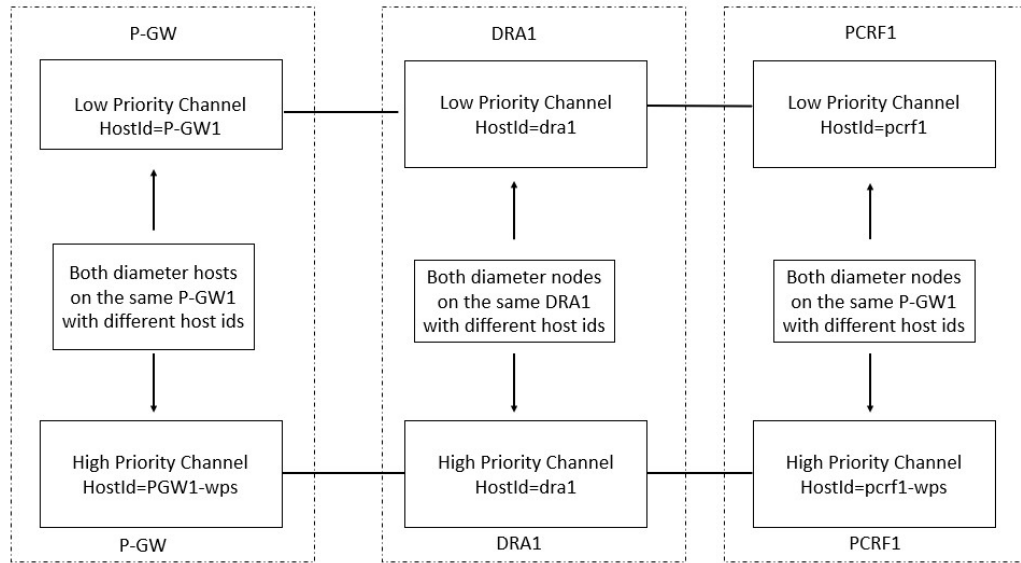 P-GW
Low Priority Channel
HostId=P-GW1
Both diameter hosts
on the same P-GW1
with different host ids
High Priority Channel
HostId=PGW1-wps
P-GW
DRA1
Low Priority Channel
HostId=dra1
Both diameter nodes
on the same DRA1
with different host ids
High Priority Channel
HostId=dra1
DRA1
PCRF1
Low Priority Channel
HostId=pcrf1
Both diameter nodes
on the same P-GW1
with different host ids
High Priority Channel
HostId=pcrf1-wps
PCRF1